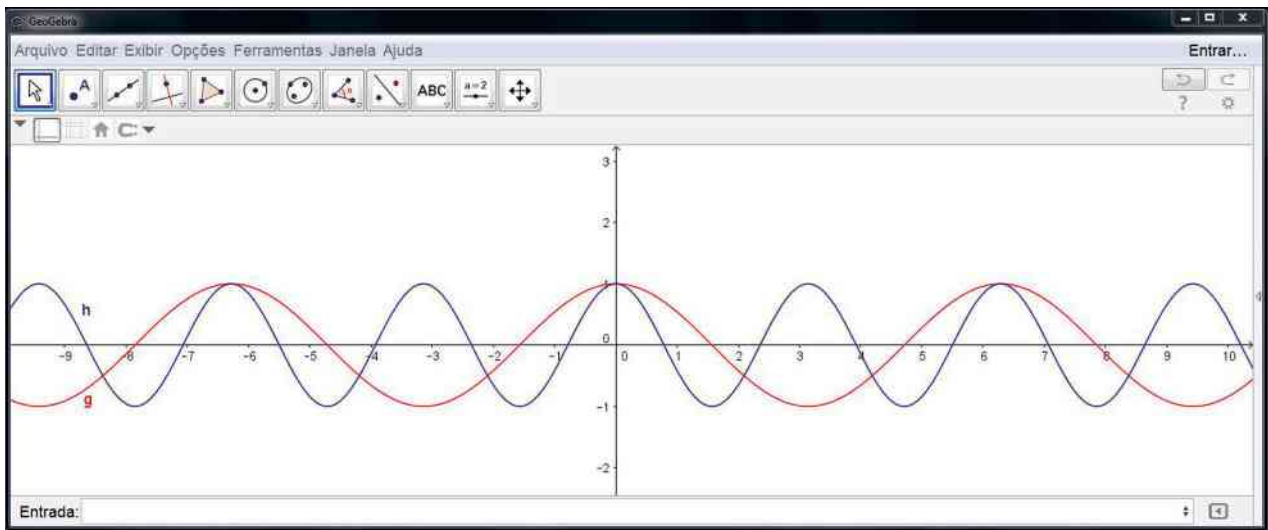 GeoGebra
Arquivo Editar Exibir Opções Ferramentas Janela Ajuda
Entrar...
A
ABC
a=2
?
3
2
1
0
h
-9 -8 -7 -6 -5 -4 -3 -2 -1 0 1 2 3 4 5 6 7 8 9 10
g
-1
-2
Entrada: